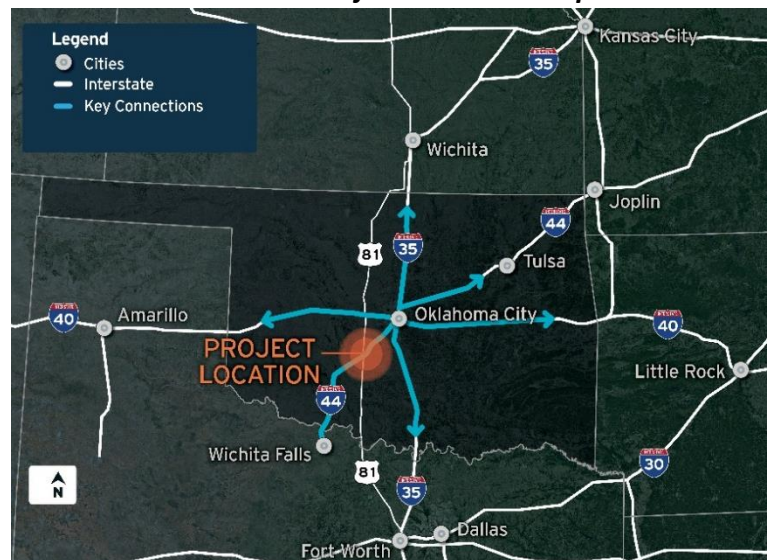 Legend
Cities
Interstate
Key Connections
Kansas City
35
Wichita
Joplin
44
35
81
Tulsa
Amarillo
40
Oklahoma City
40
PROJECT
LOCATION
Little Rock
44
Wichita Falls
30
81
N
35
Dallas
Fort Worth